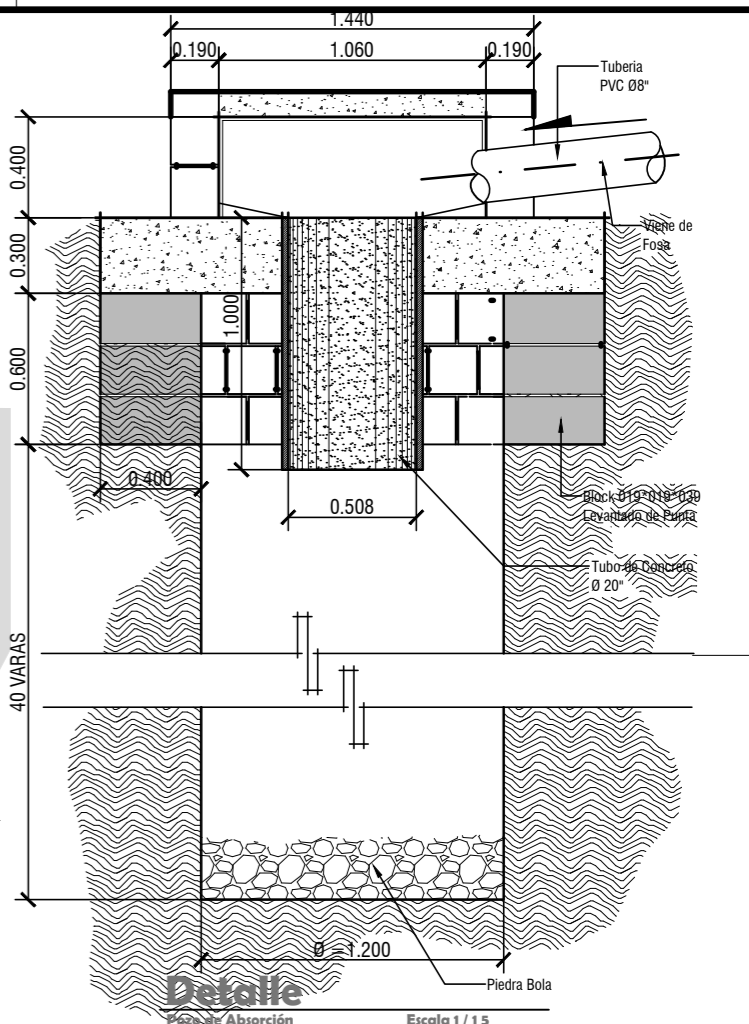 1.440
0.190
1.060
0.190
Tuberia
PVC Ø8"
0.400
Viene de
Fosa
0.300
1.000
0.600
0.400
0.508
Block 019*019*039
Levantado de Punta
Tubo de Concreto
Ø 20"
40 VARAS
Ø =1.200
Piedra Bola
Detalle
Pozo de Absorción
Escala 1 / 15